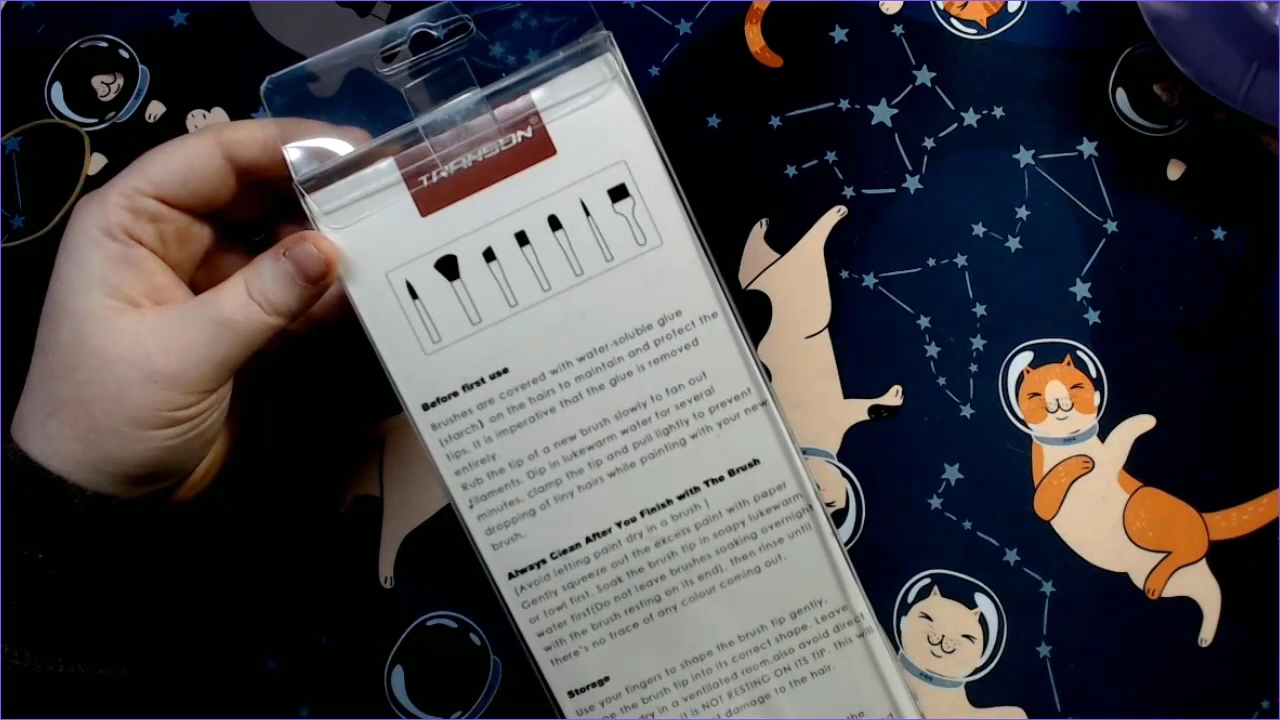 TRANSON®
Before first use
Brushes are covered with water-soluble glue
(starch) on the hairs to maintain and protect the
tips. It is imperative that the glue is removed
entirely.
Rub the tip of a new brush slowly to fan out
filaments. Dip in lukewarm water for several
minutes, clamp the tip and pull lightly to prevent
dropping of tiny hairs while painting with your new
brush.
Always Clean After You Finish with The Brush
(Avoid letting paint dry in a brush )
Gently squeeze out the excess paint with paper
or towl first. Soak the brush tip in soapy lukewarm
water first(Do not leave brushes soaking overnight
with the brush resting on its end). then rinse until
there's no trace of any colour coming out.
Storage
Use your fingers to shape the brush tip gently.
the brush tip into its correct shape. Leave
dry in a ventilated room,also avoid direct
it is NOT RESTING ON ITS TIP. This will
damage to the hair.
the